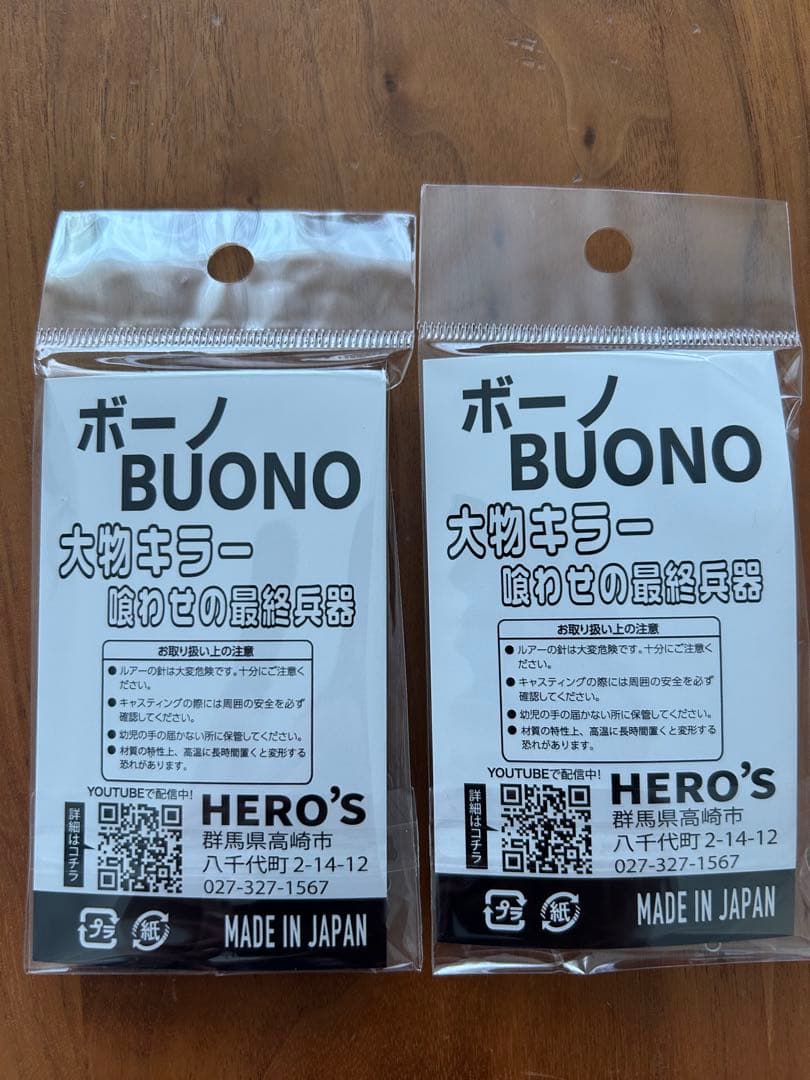 ボーノ
BUONO
大物キラー
喰わせの最終兵器
お取り扱い上の注意
● ルアーの針は大変危険です。十分にご注意く
ださい。
● キャスティングの際には周囲の安全を必ず
確認してください。
● 幼児の手の届かない所に保管してください。
● 材質の特性上、高温に長時間置くと変形する
恐れがあります。
YOUTUBEで配信中!
詳細はコチラ
HERO'S
群馬県高崎市
八千代町 2-14-12
027-327-1567
プラ
紙
MADE IN JAPAN
ボーノ
BUONO
大物キラー
喰わせの最終兵器
お取り扱い上の注意
● ルアーの針は大変危険です。十分にご注意く
ださい。
● キャスティングの際には周囲の安全を必ず
確認してください。
● 幼児の手の届かない所に保管してください。
● 材質の特性上、高温に長時間置くと変形する
恐れがあります。
YOUTUBEで配信中!
詳細はコチラ
HERO'S
群馬県高崎市
八千代町 2-14-12
027-327-1567
プラ
紙
MADE IN JAPAN